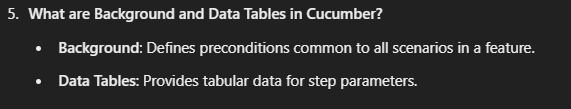 5. What are Background and Data Tables in Cucumber?
• Background: Defines preconditions common to all scenarios in a feature.
• Data Tables: Provides tabular data for step parameters.